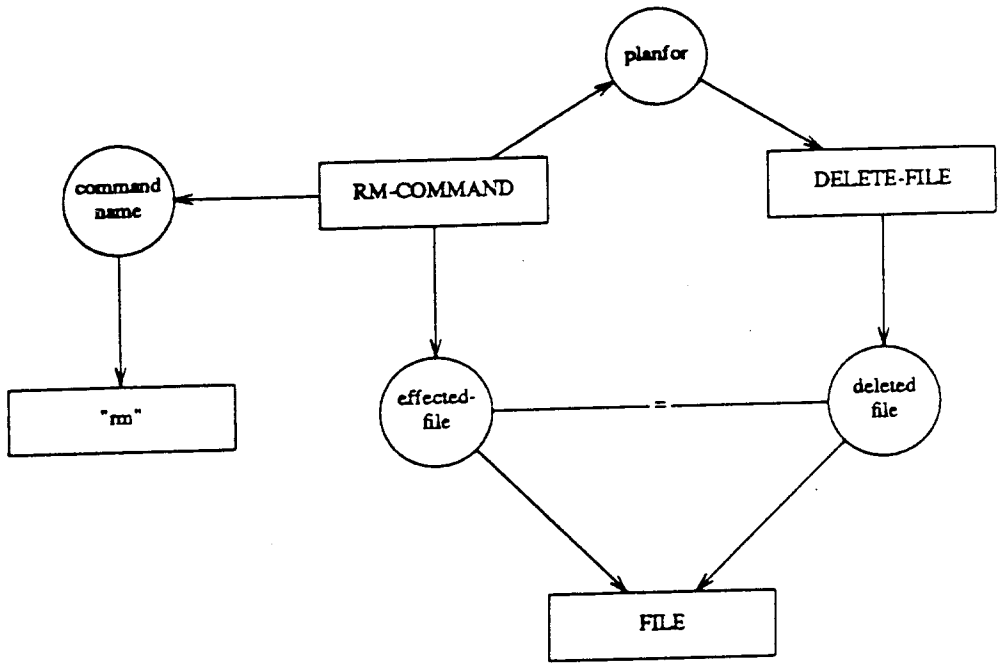 planfor
command
name
RM-COMMAND
DELETE-FILE
"rm"
effected-
file
=
deleted
file
FILE